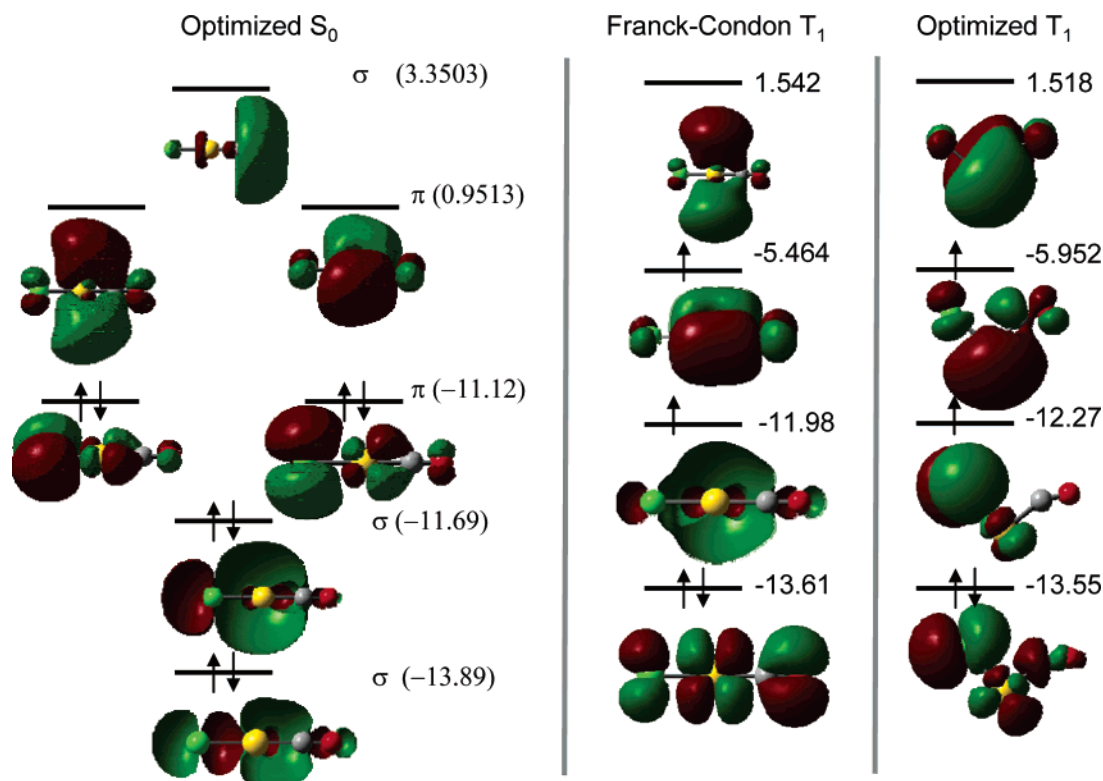 Optimized S₀
σ (3.3503)
π (0.9513)
π (–11.12)
σ (–11.69)
σ (–13.89)
Franck-Condon T₁
1.542
-5.464
-11.98
-13.61
Optimized T₁
1.518
-5.952
-12.27
-13.55